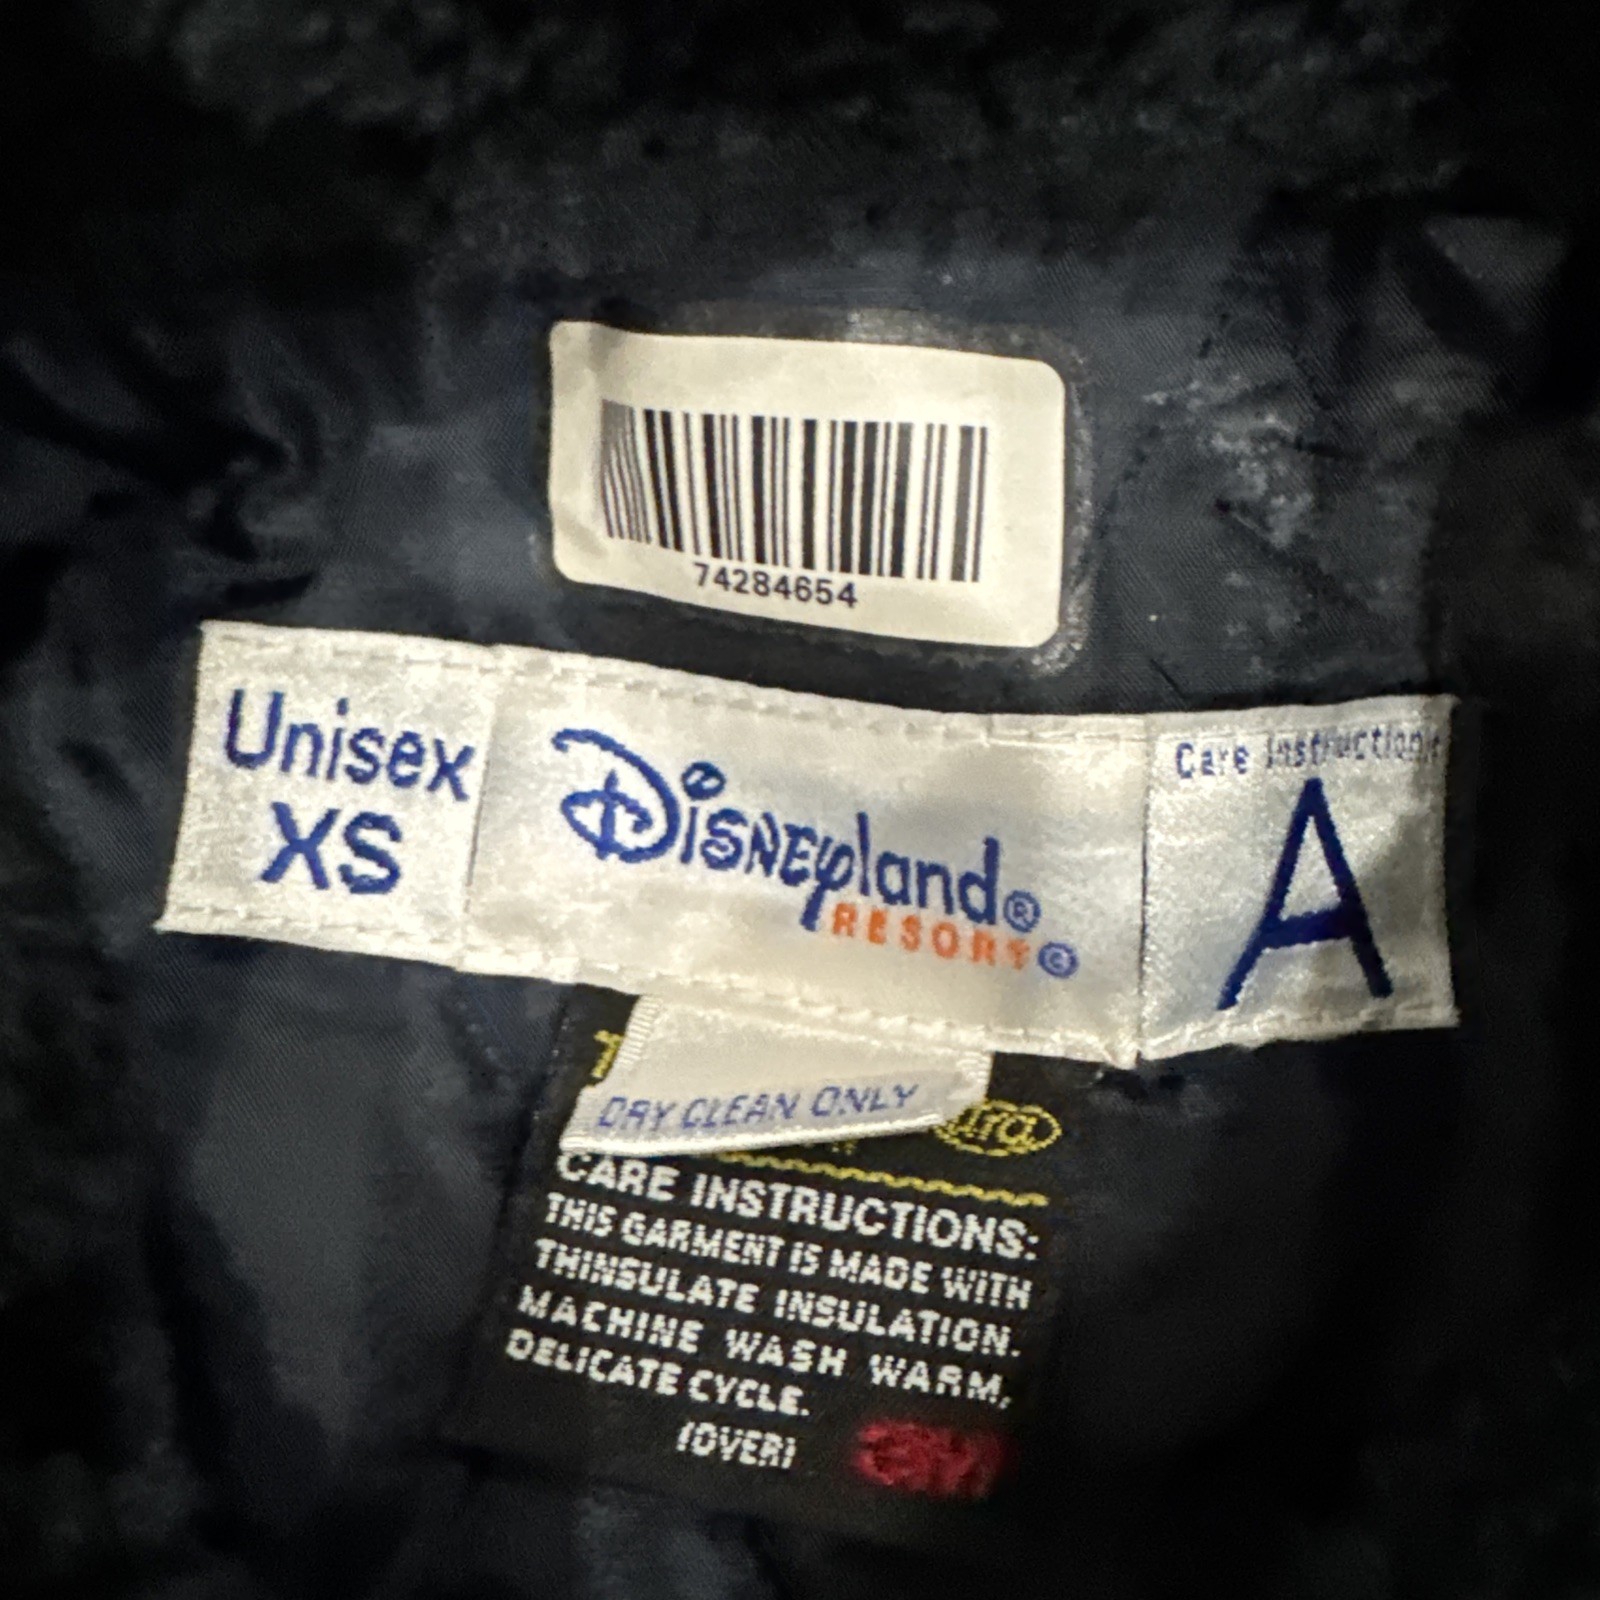 74284654
Unisex
XS
Disneyland®
RESORT©
Care Instructions
A
DRY CLEAN ONLY
CARE INSTRUCTIONS:
THIS GARMENT IS MADE WITH
THINSULATE INSULATION.
MACHINE WASH WARM,
DELICATE CYCLE.
(OVER)
3M